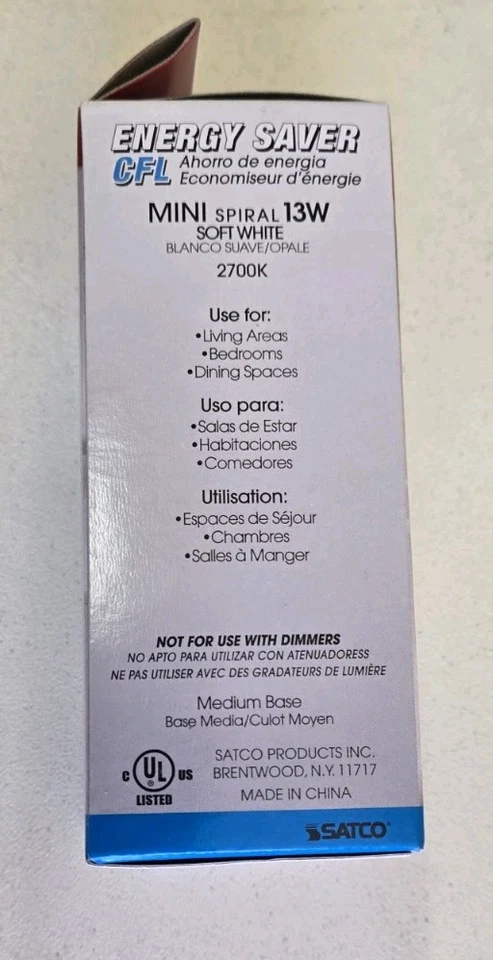 ENERGY SAVER
CFL Ahorro de energia
Economiseur d'énergie
MINI SPIRAL 13W
SOFT WHITE
BLANCO SUAVE/OPALE
2700K
Use for:
•Living Areas
•Bedrooms
•Dining Spaces
Uso para:
•Salas de Estar
•Habitaciones
•Comedores
Utilisation:
•Espaces de Séjour
•Chambres
•Salles à Manger
NOT FOR USE WITH DIMMERS
NO APTO PARA UTILIZAR CON ATENUADORESS
NE PAS UTILISER AVEC DES GRADATEURS DE LUMIÈRE
Medium Base
Base Media/Culot Moyen
C UL US
LISTED
SATCO PRODUCTS INC.
BRENTWOOD, N.Y. 11717
MADE IN CHINA
SATCO®